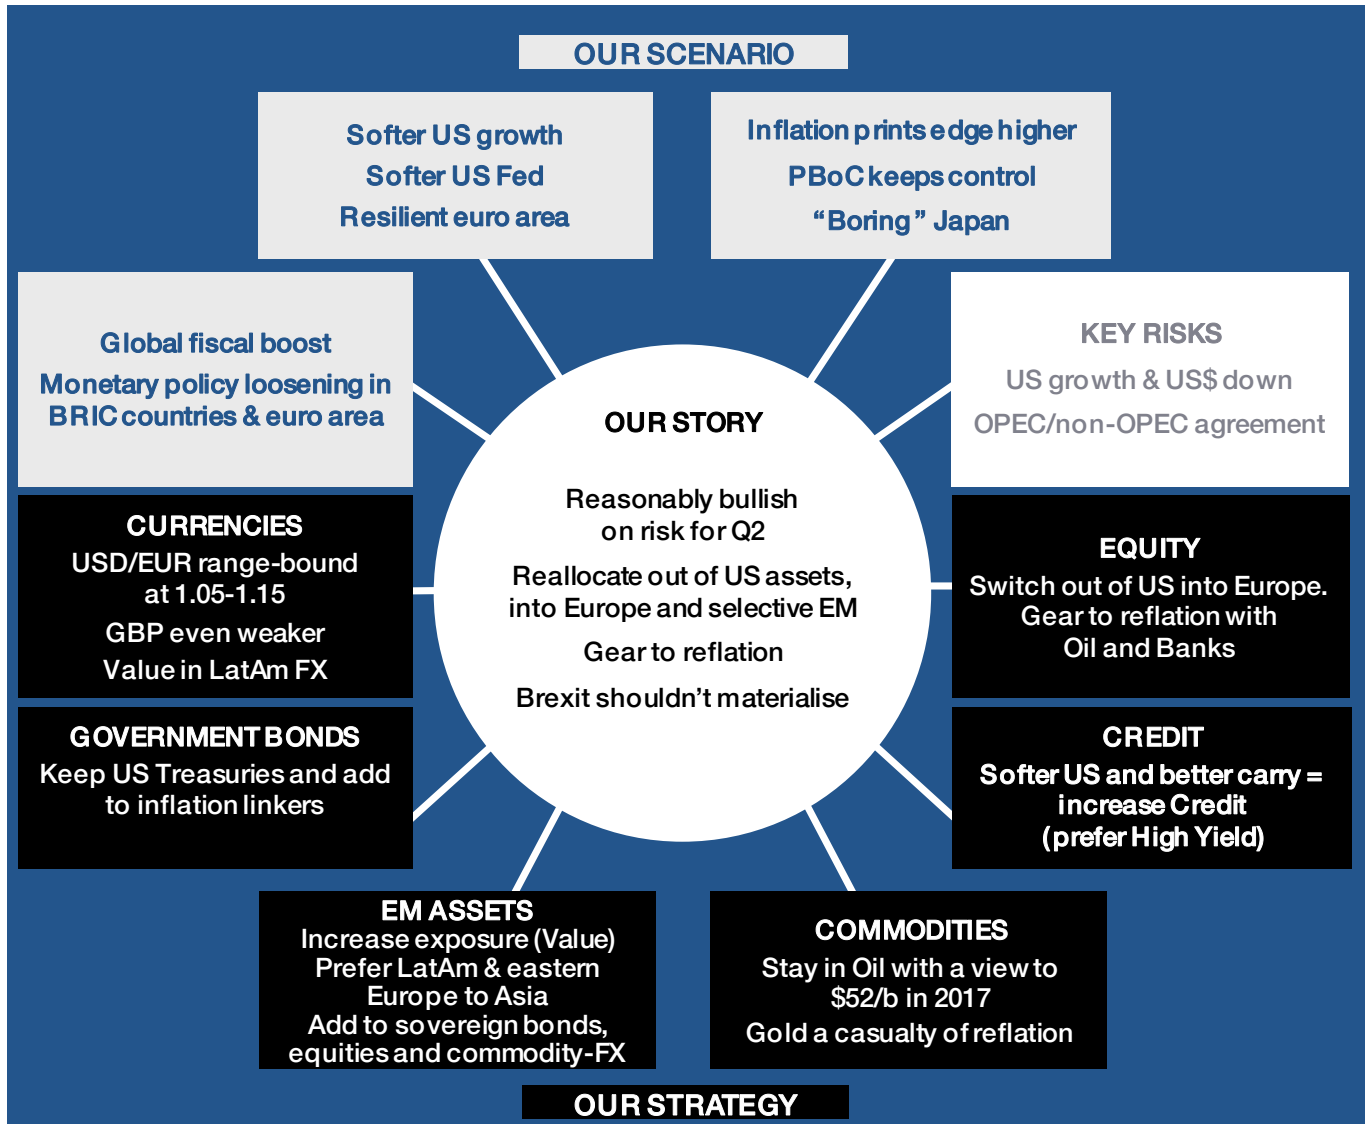 OUR SCENARIO
Softer US growth
Softer US Fed
Resilient euro area
Inflation prints edge higher
PBoC keeps control
“Boring” Japan
Global fiscal boost
Monetary policy loosening in
BRIC countries & euro area
KEY RISKS
US growth & US$ down
OPEC/non-OPEC agreement
OUR STORY
Reasonably bullish
on risk for Q2
Reallocate out of US assets,
into Europe and selective EM
Gear to reflation
Brexit shouldn’t materialise
CURRENCIES
USD/EUR range-bound
at 1.05-1.15
GBP even weaker
Value in LatAm FX
EQUITY
Switch out of US into Europe.
Gear to reflation with
Oil and Banks
GOVERNMENT BONDS
Keep US Treasuries and add
to inflation linkers
CREDIT
Softer US and better carry =
increase Credit
(prefer High Yield)
EM ASSETS
Increase exposure (Value)
Prefer LatAm & eastern
Europe to Asia
Add to sovereign bonds,
equities and commodity-FX
COMMODITIES
Stay in Oil with a view to
$52/b in 2017
Gold a casualty of reflation
OUR STRATEGY